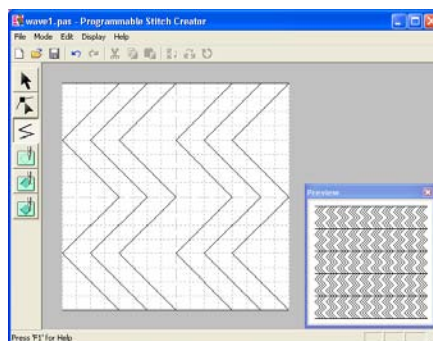 wave1.pas - Programmable Stitch Creator
File Mode Edit Display Help
Preview
Press 'F1' for Help